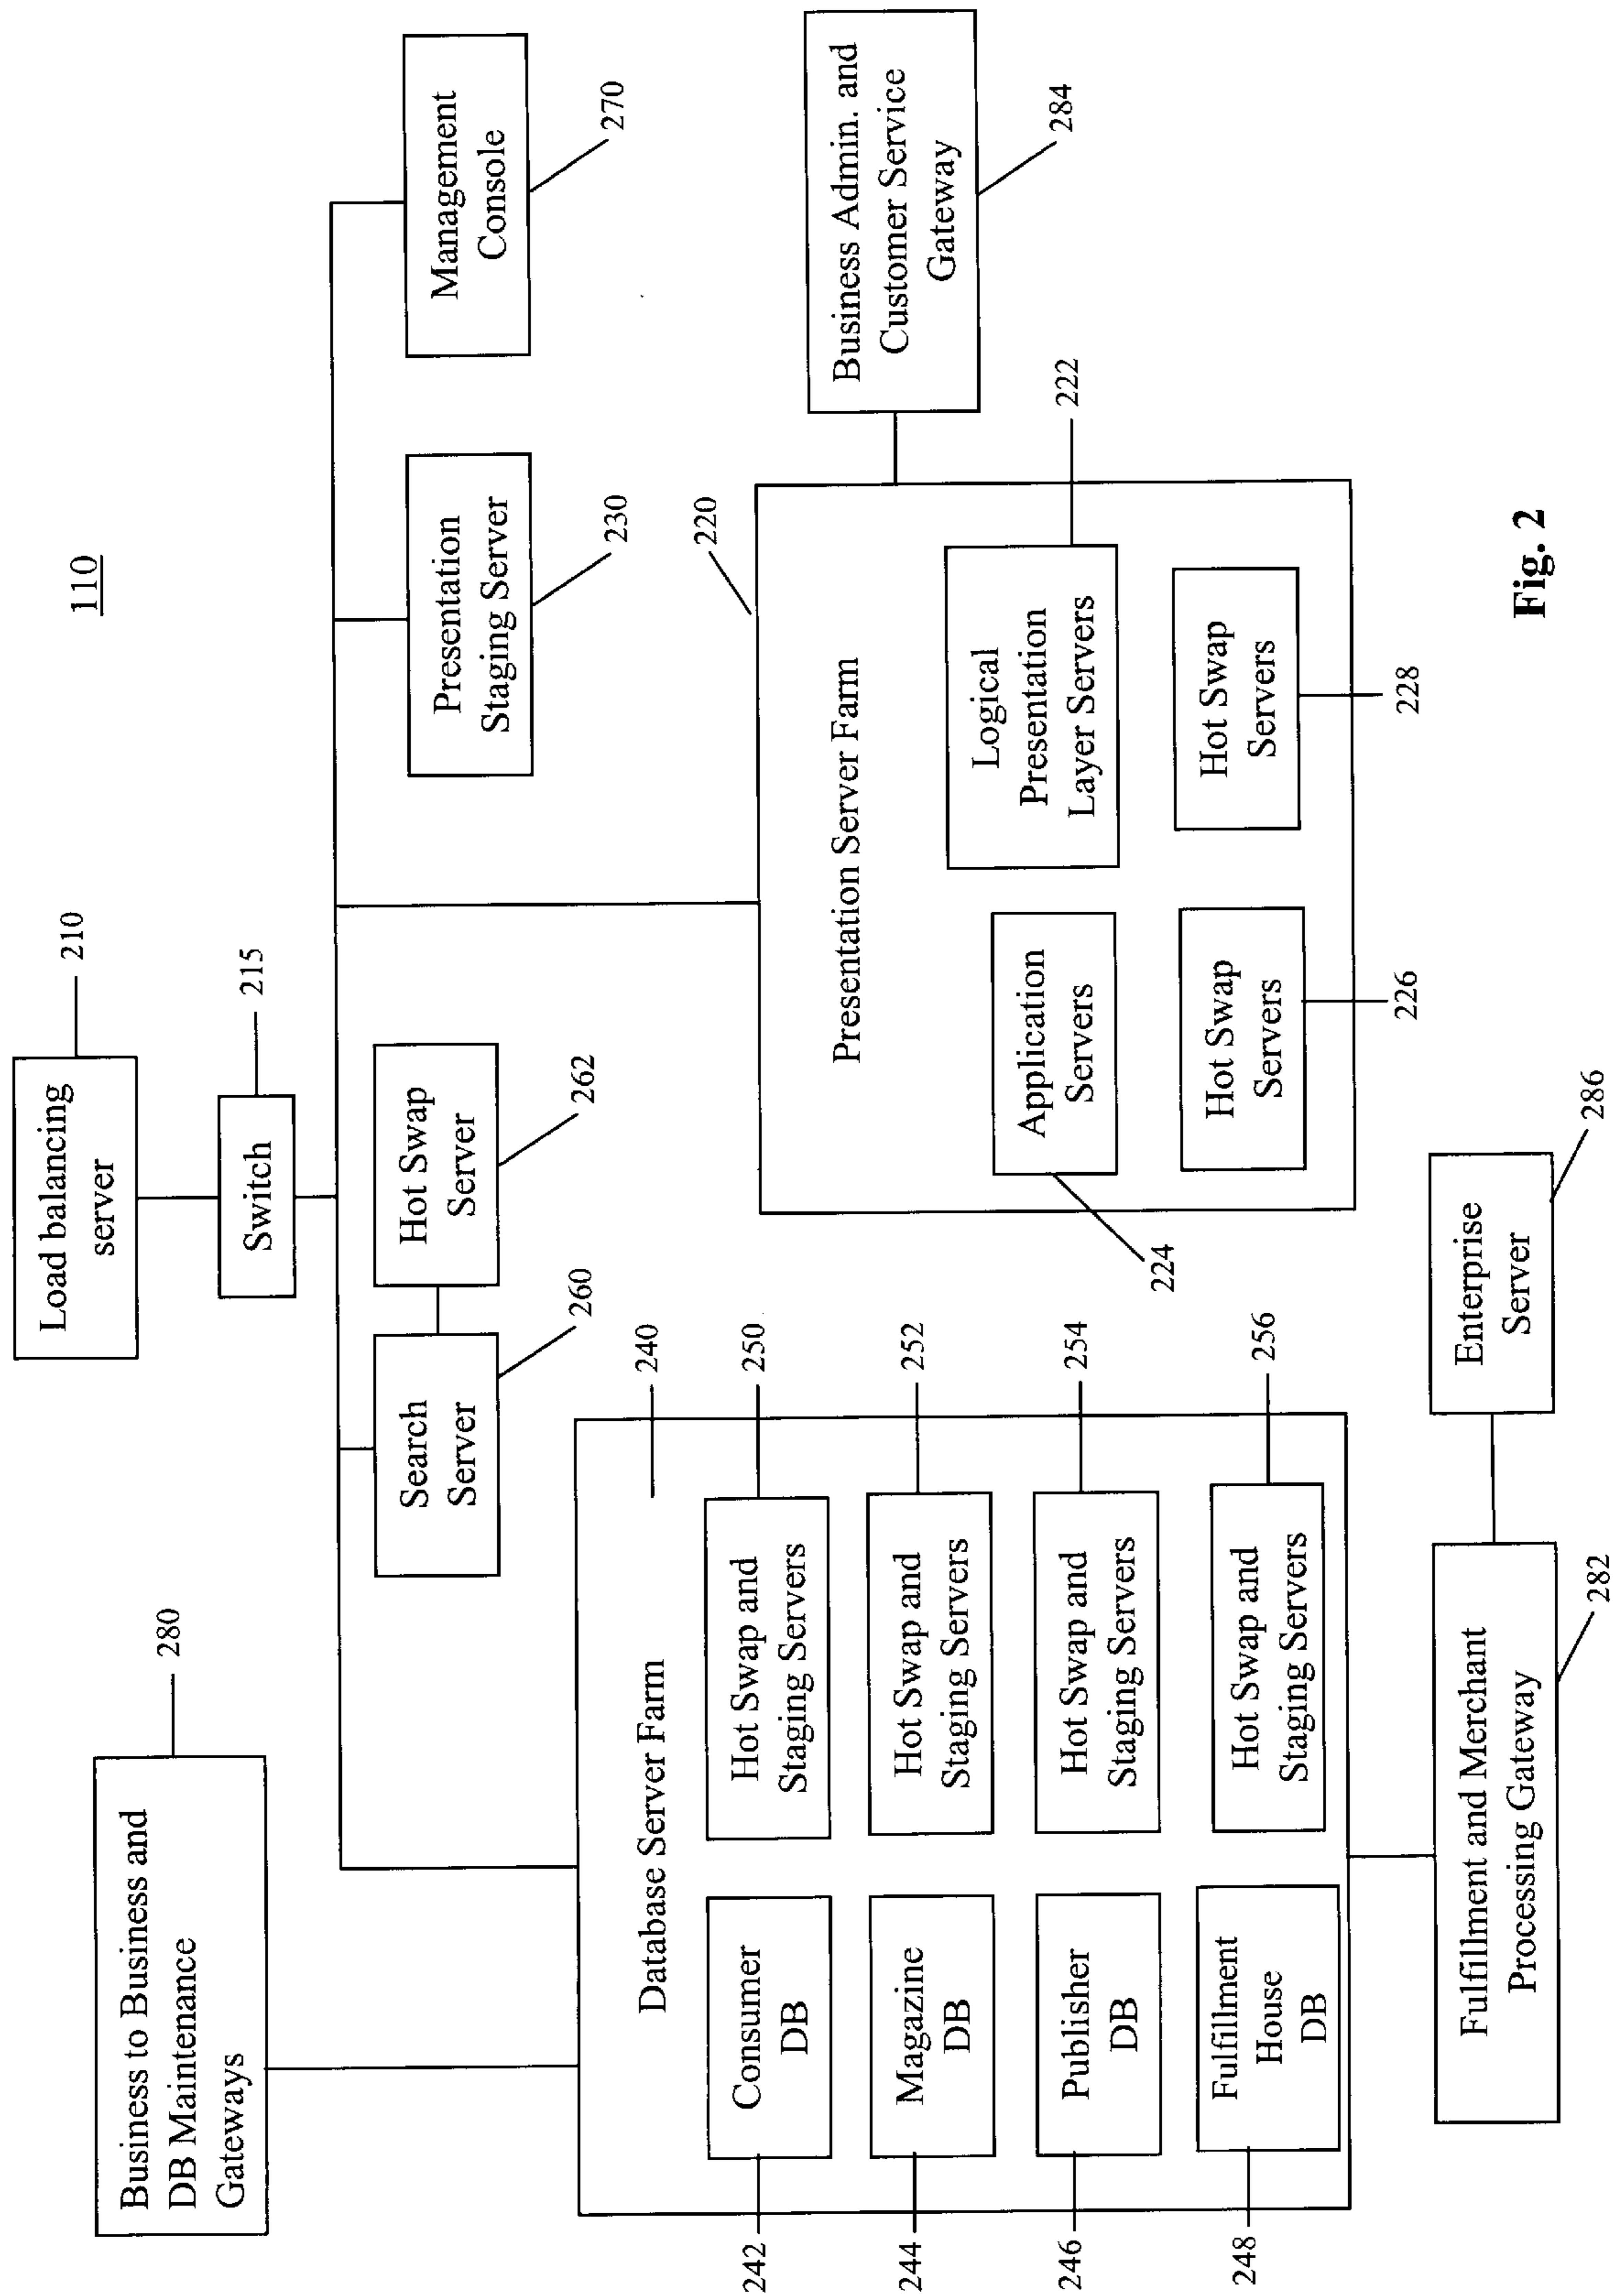 110
Load balancing
server
210
Switch
215
Business to Business and
DB Maintenance
Gateways
280
Search
Server
260
Hot Swap
Server
262
Presentation
Staging Server
230
Management
Console
270
Database Server Farm
240
Consumer
DB
242
Hot Swap and
Staging Servers
250
Magazine
DB
244
Hot Swap and
Staging Servers
252
Publisher
DB
246
Hot Swap and
Staging Servers
254
Fulfillment
House
DB
248
Hot Swap and
Staging Servers
256
Presentation Server Farm
220
Application
Servers
224
Logical
Presentation
Layer Servers
222
Hot Swap
Servers
226
Hot Swap
Servers
228
Business Admin. and
Customer Service
Gateway
284
Fulfillment and Merchant
Processing Gateway
282
Enterprise
Server
286
Fig. 2